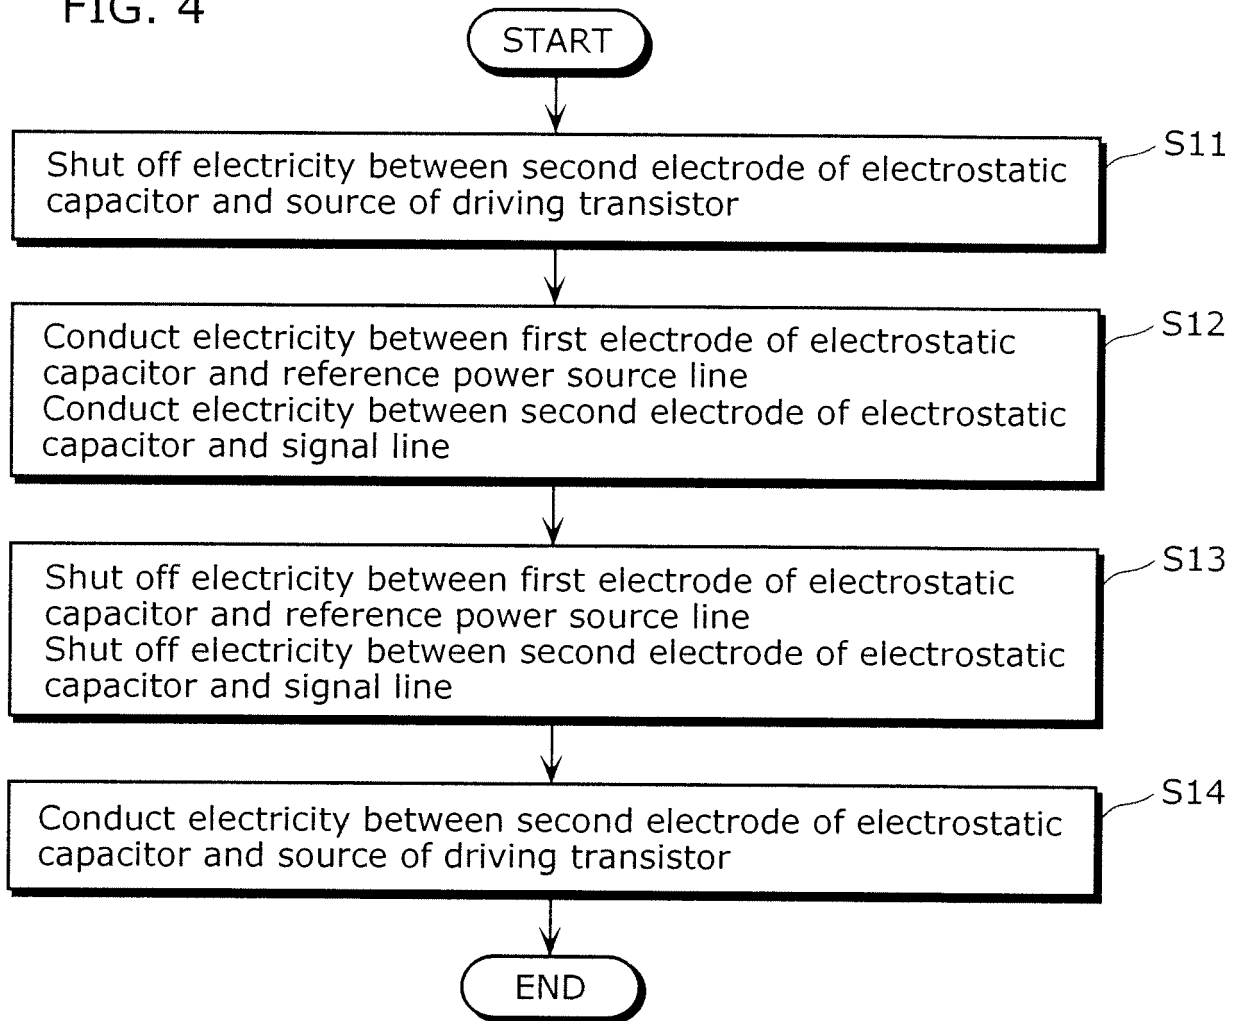 FIG. 4
START
S11
Shut off electricity between second electrode of electrostatic
capacitor and source of driving transistor
S12
Conduct electricity between first electrode of electrostatic
capacitor and reference power source line
Conduct electricity between second electrode of electrostatic
capacitor and signal line
S13
Shut off electricity between first electrode of electrostatic
capacitor and reference power source line
Shut off electricity between second electrode of electrostatic
capacitor and signal line
S14
Conduct electricity between second electrode of electrostatic
capacitor and source of driving transistor
END